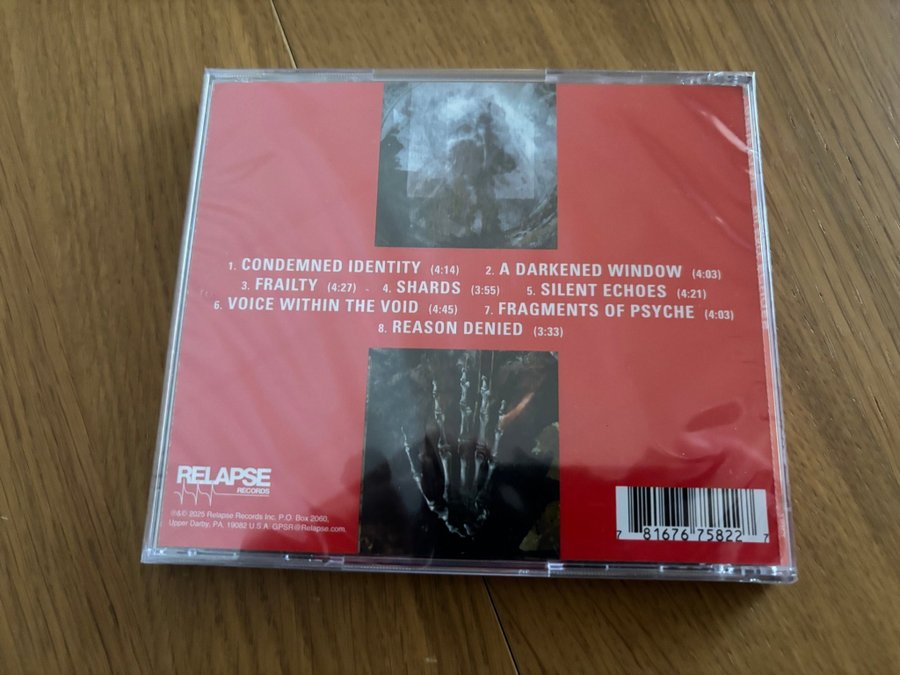 1. CONDEMNED IDENTITY (4:14) 2. A DARKENED WINDOW (4:03)
3. FRAILTY (4:27) - 4. SHARDS (3:55) 5. SILENT ECHOES (4:21)
6. VOICE WITHIN THE VOID (4:45) 7. FRAGMENTS OF PSYCHE (4:03)
8. REASON DENIED (3:33)
RELAPSE
RECORDS
℗&© 2025 Relapse Records Inc. P.O. Box 2060,
Upper Darby, PA, 19082 U.S.A. GPSR@Relapse.com.
7 81676 75822 7